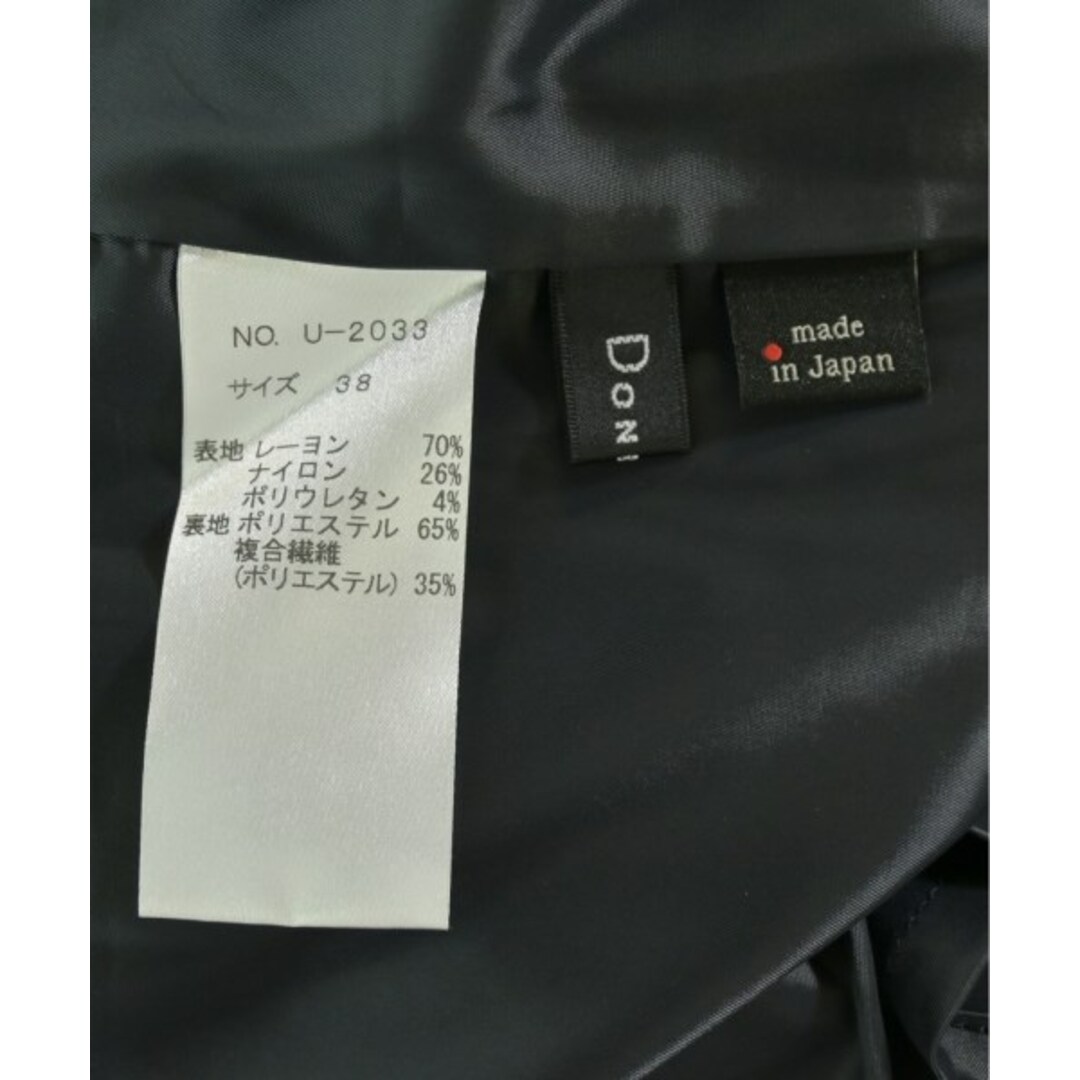 NO. U-2033
サイズ 38
表地 レーヨン 70%
ナイロン 26%
ポリウレタン 4%
裏地 ポリエステル 65%
複合繊維
(ポリエステル) 35%
DON
made
in Japan